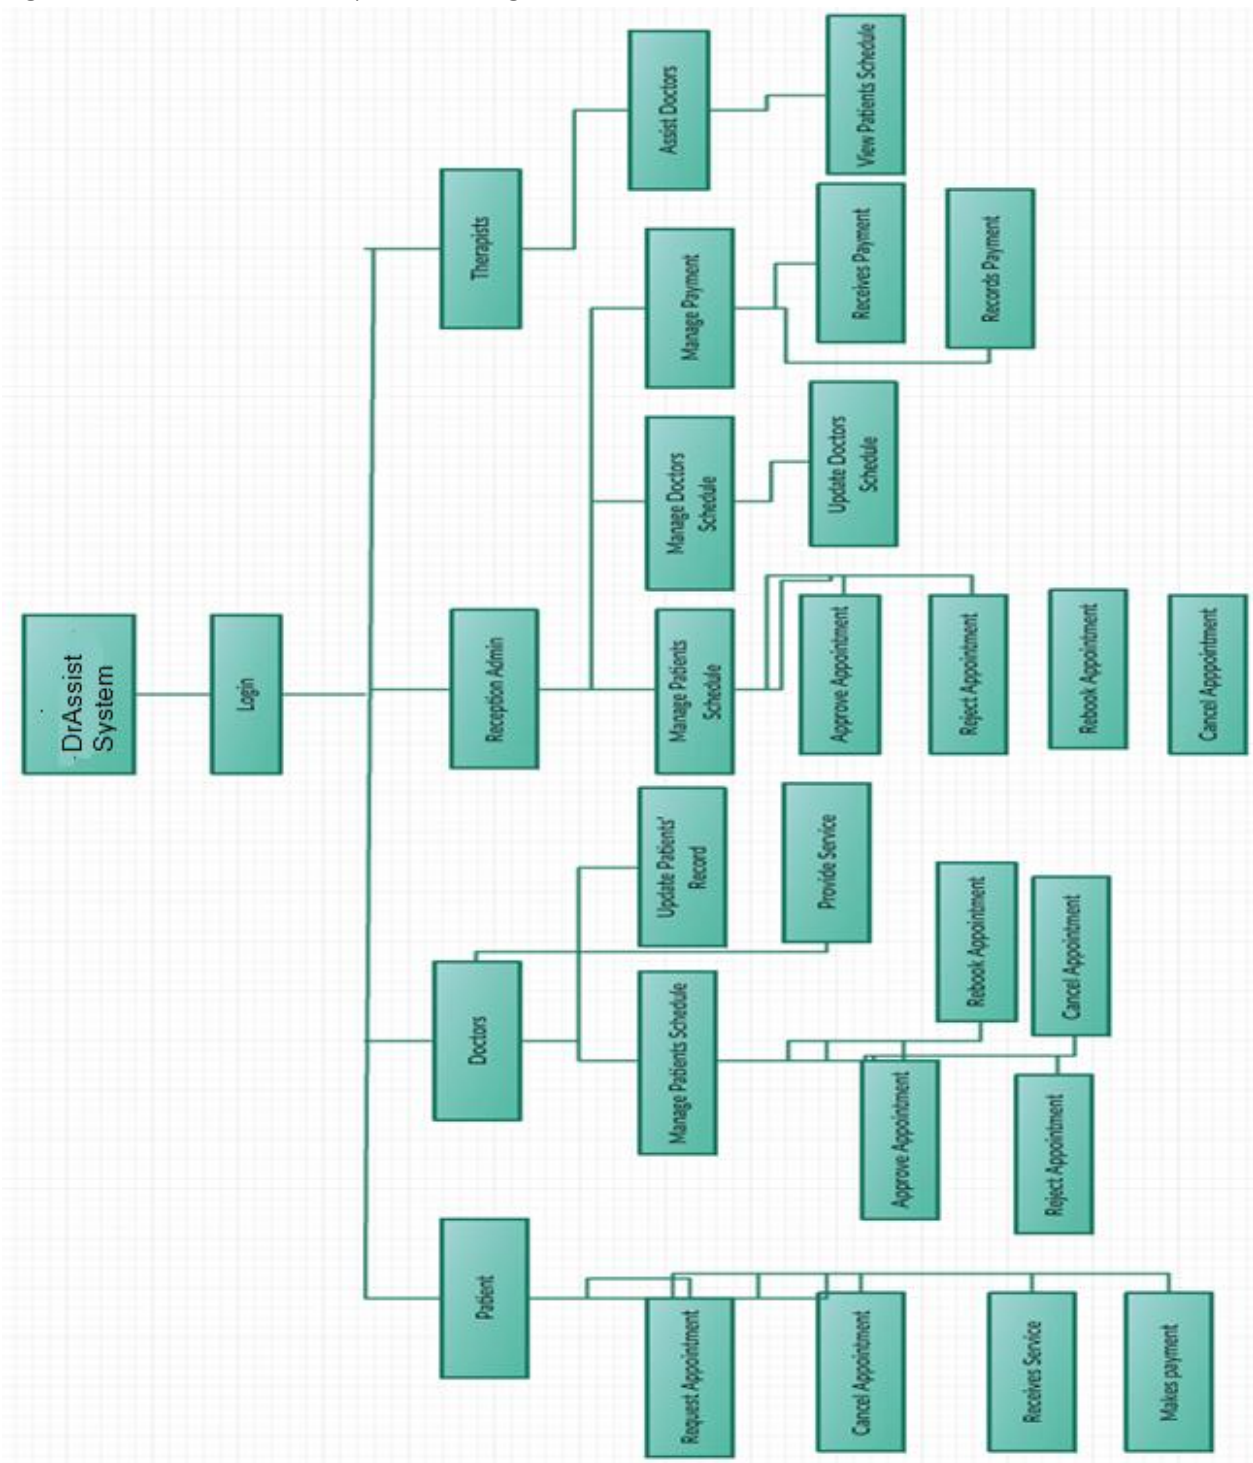 DrAssist
System
Login
Patient
Doctors
Reception Admin
Therapists
Request Appointment
Cancel Appointment
Receives Service
Makes payment
Manage Patients Schedule
Update Patients'
Record
Provide Service
Approve Appointment
Reject Appointment
Rebook Appointment
Cancel Appointment
Manage Patients
Schedule
Manage Doctors
Schedule
Manage Payment
Approve Appointment
Reject Appointment
Rebook Appointment
Cancel Apppointment
Update Doctors
Schedule
Receives Payment
Records Payment
Assist Doctors
View Patients Schedule